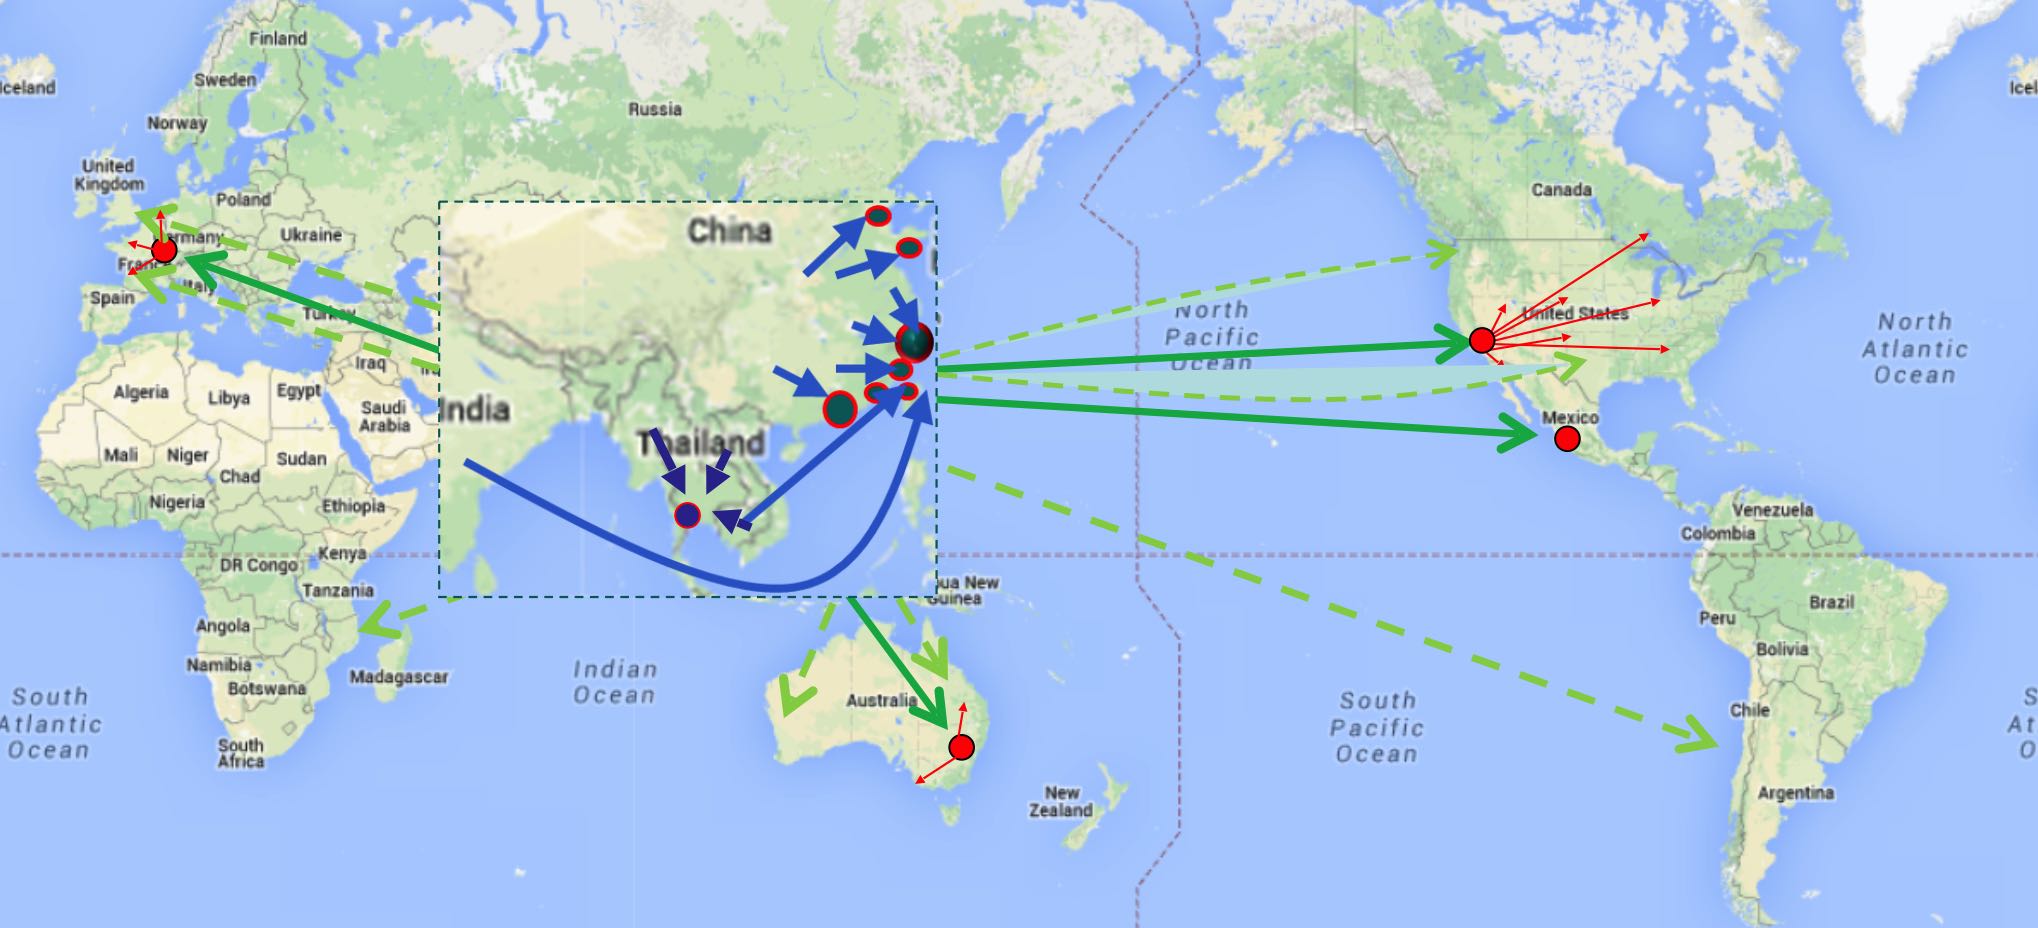 Finland
Iceland
Sweden
Russia
Norway
United
Kingdom
Poland
Germany
Ukraine
France
Italy
Spain
Turkey
Iraq
Algeria
Libya
Egypt
Saudi
Arabia
Mali
Niger
Sudan
Chad
Nigeria
Ethiopia
Kenya
DR Congo
Tanzania
Angola
Namibia
Botswana
Madagascar
South
Africa
South
Atlantic
Ocean
Indian
Ocean
China
India
Thailand
pua New
Guinea
Australia
New
Zealand
North
Pacific
Ocean
South
Pacific
Ocean
Canada
United States
Mexico
North
Atlantic
Ocean
Venezuela
Colombia
Brazil
Peru
Bolivia
Chile
Argentina
Icel
S
At
O